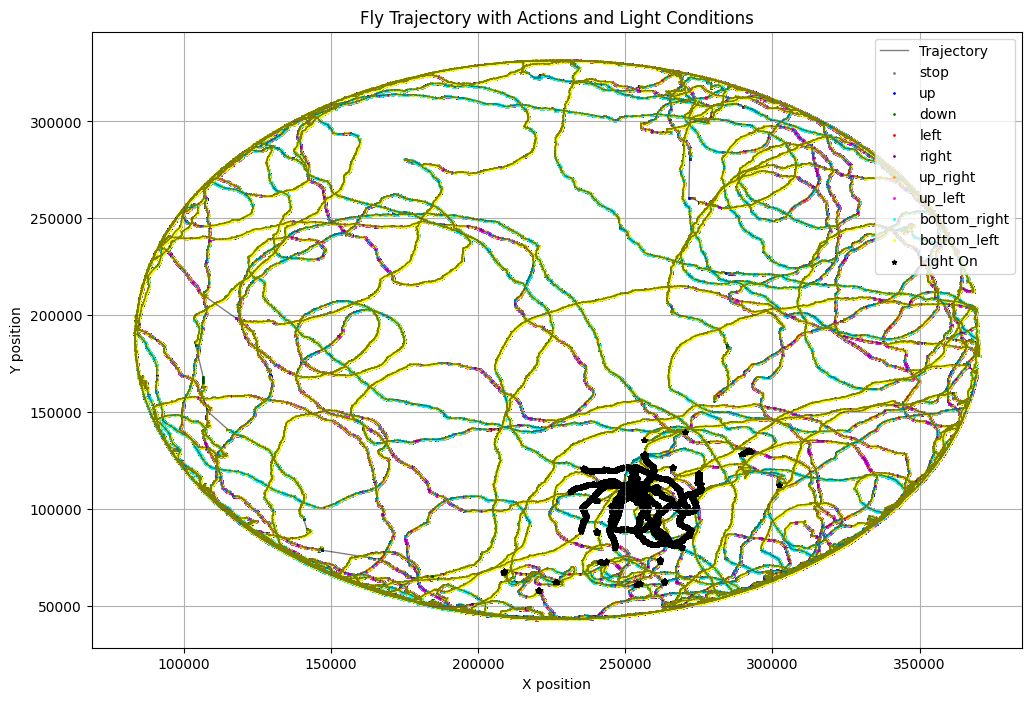 Fly Trajectory with Actions and Light Conditions
Trajectory
stop
up
down
left
right
up_right
up_left
bottom_right
bottom_left
Light On
300000
250000
200000
150000
100000
50000
Y position
100000 150000 200000 250000 300000 350000
X position